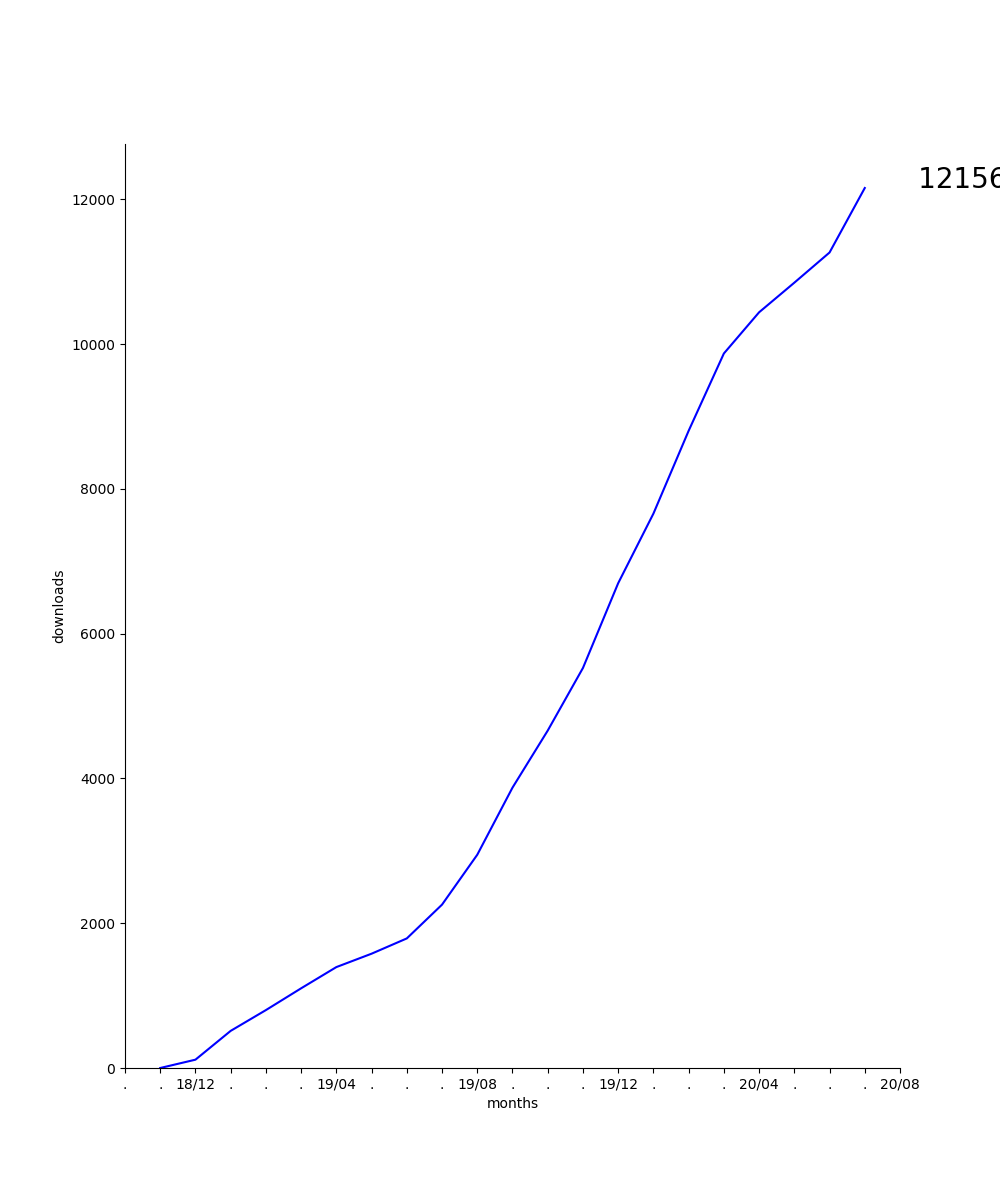 12156
12000
10000
8000
6000
4000
2000
0
downloads
. . 18/12 . . . 19/04 . . . 19/08 . . . 19/12 . . . 20/04 . . . 20/08
months